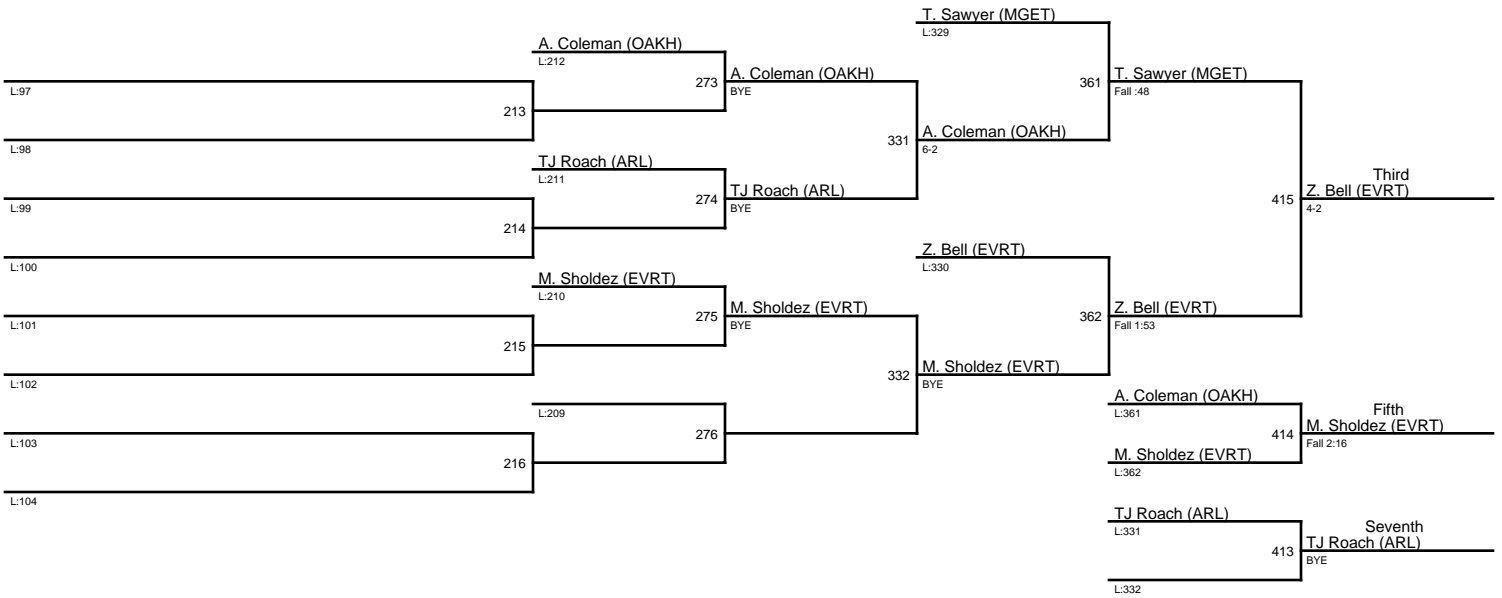 T. Sawyer (MGET)
L:329
A. Coleman (OAKH)
L:212
273
A. Coleman (OAKH)
BYE
361
T. Sawyer (MGET)
Fall :48
L:97
213
331
A. Coleman (OAKH)
6-2
L:98
TJ Roach (ARL)
L:211
Third
L:99
274
TJ Roach (ARL)
BYE
415
Z. Bell (EVRT)
4-2
214
Z. Bell (EVRT)
L:330
L:100
M. Sholdez (EVRT)
L:210
275
M. Sholdez (EVRT)
BYE
362
Z. Bell (EVRT)
Fall 1:53
L:101
215
332
M. Sholdez (EVRT)
BYE
L:102
A. Coleman (OAKH)
L:361
L:209
Fifth
276
414
M. Sholdez (EVRT)
Fall 2:16
L:103
216
M. Sholdez (EVRT)
L:362
L:104
TJ Roach (ARL)
L:331
Seventh
413
TJ Roach (ARL)
BYE
L:332